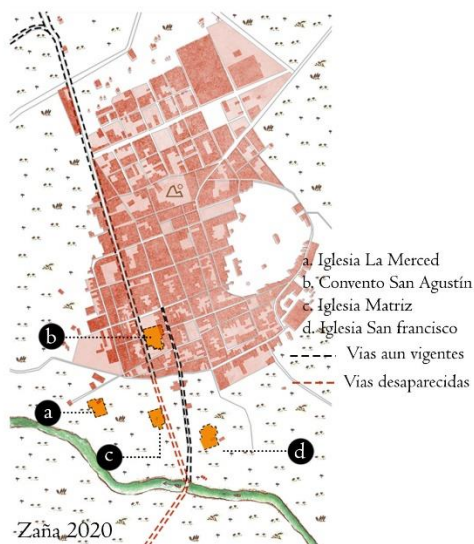 a. Iglesia La Merced
b. Convento San Agustín
c. Iglesia Matriz
d. Iglesia San francisco
Vias aun vigentes
Vias desaparecidas
b
a
c
d
Zaña 2020